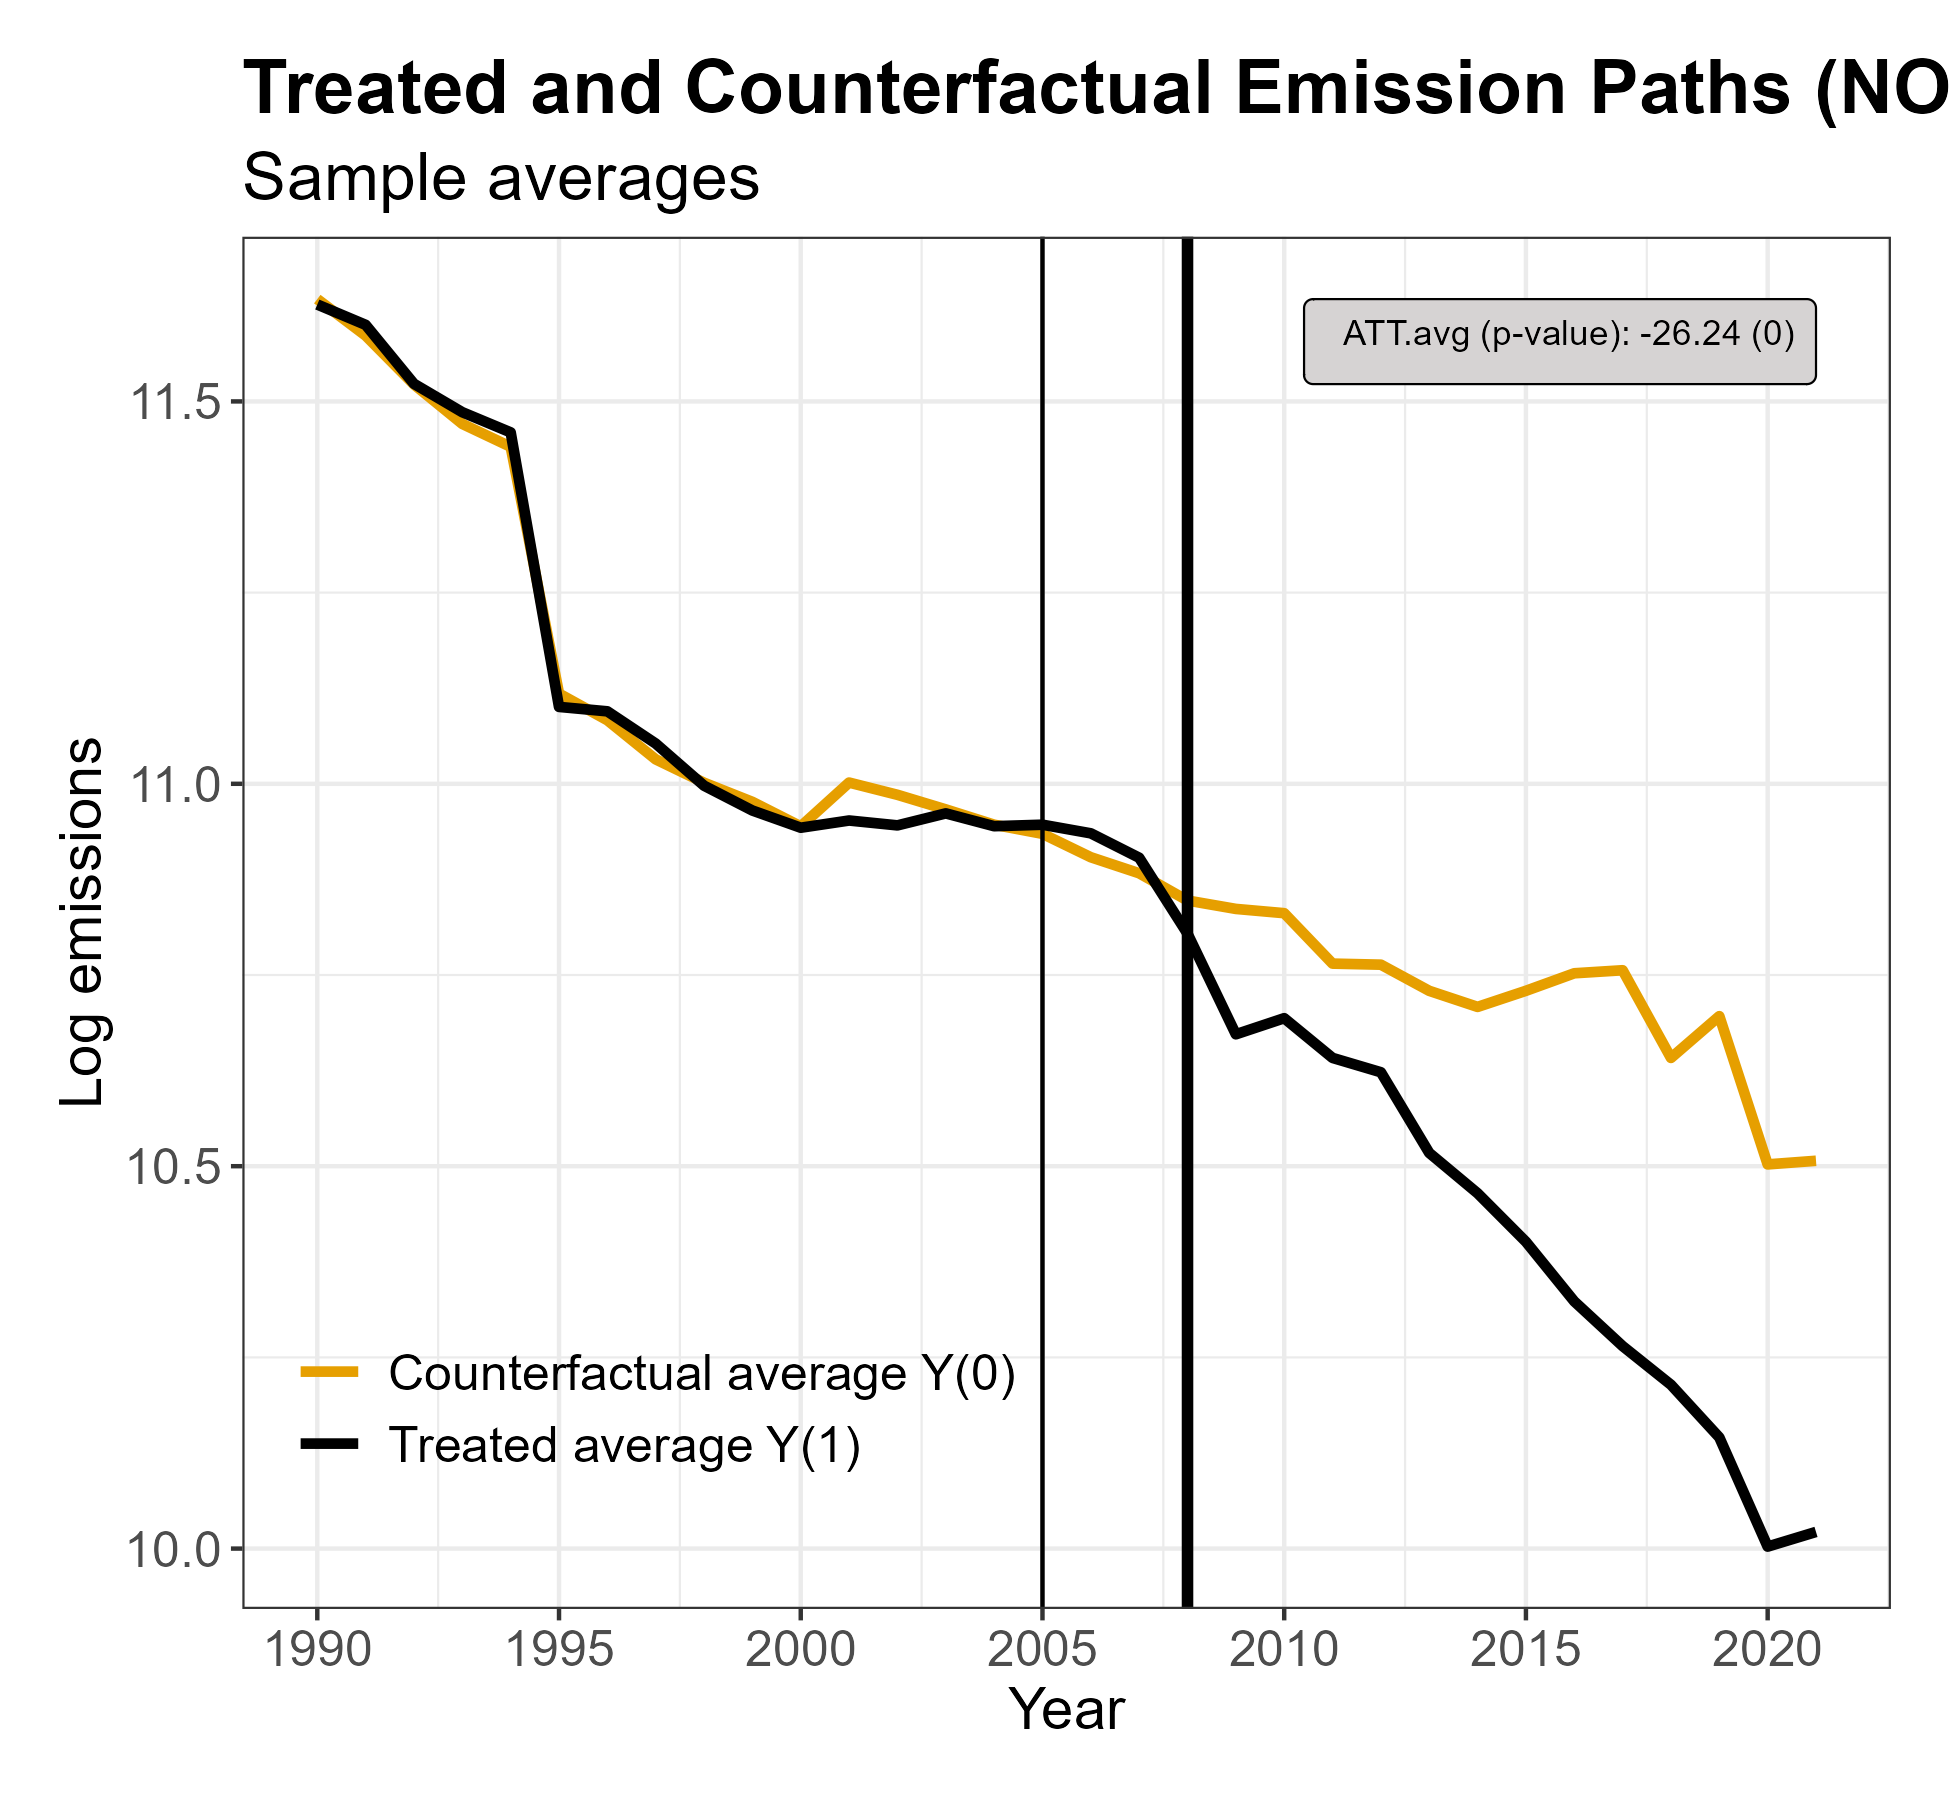 Treated and Counterfactual Emission Paths (NO
Sample averages
ATT.avg (p-value): -26.24 (0)
11.5
11.0
10.5
10.0
Log emissions
Counterfactual average Y(0)
Treated average Y(1)
1990 1995 2000 2005 2010 2015 2020
Year